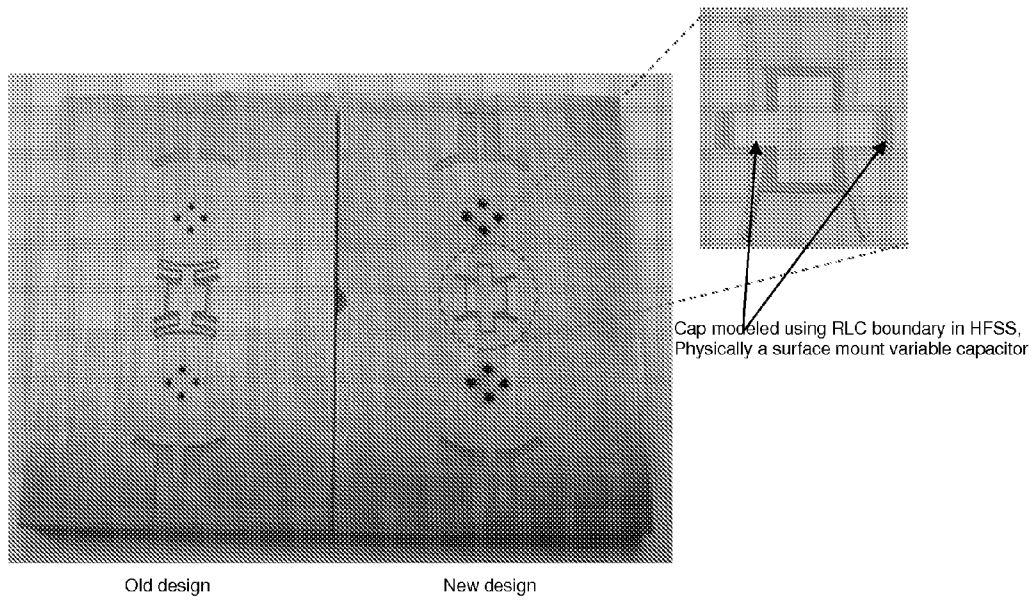 Cap modeled using RLC boundary in HFSS,
Physically a surface mount variable capacitor
Old design
New design